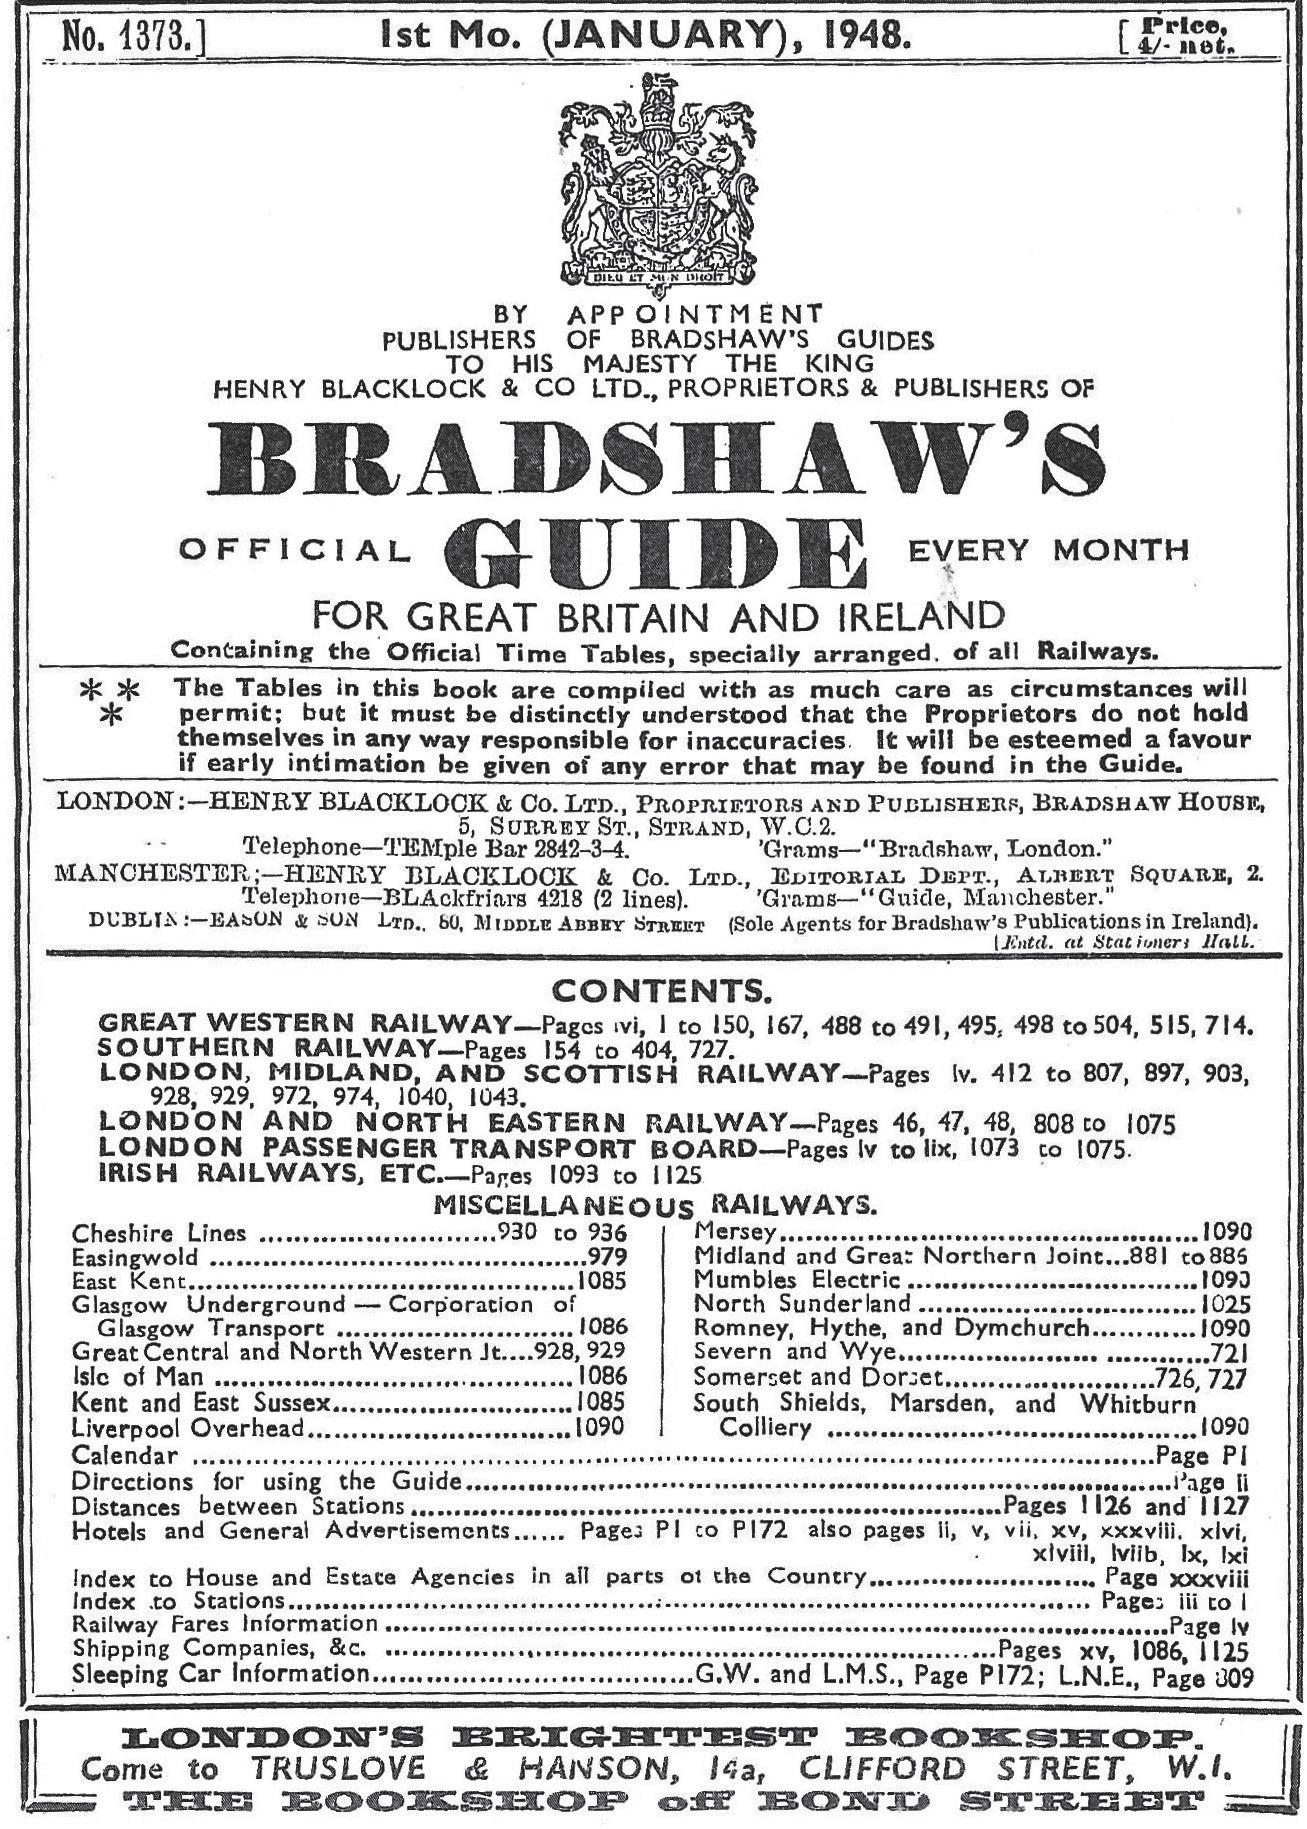 No. 1373.]
1st Mo. (JANUARY), 1948.
[ Price, 4/- net.
DIEU ET MON DROIT
BY APPOINTMENT
PUBLISHERS OF BRADSHAW'S GUIDES
TO HIS MAJESTY THE KING
HENRY BLACKLOCK & CO LTD., PROPRIETORS & PUBLISHERS OF
BRADSHAW'S
OFFICIAL GUIDE EVERY MONTH
FOR GREAT BRITAIN AND IRELAND
Containing the Official Time Tables, specially arranged. of all Railways.
* * The Tables in this book are compiled with as much care as circumstances will
* permit; but it must be distinctly understood that the Proprietors do not hold
themselves in any way responsible for inaccuracies. It will be esteemed a favour
if early intimation be given of any error that may be found in the Guide.
LONDON:—HENRY BLACKLOCK & Co. LTD., PROPRIETORS AND PUBLISHERS, BRADSHAW HOUSE,
5, SURREY ST., STRAND, W.C.2.
Telephone—TEMple Bar 2842-3-4. 'Grams—"Bradshaw, London."
MANCHESTER;—HENRY BLACKLOCK & Co. LTD., EDITORIAL DEPT., ALBERT SQUARE, 2.
Telephone—BLAckfriars 4218 (2 lines). 'Grams—"Guide, Manchester."
DUBLIN:—EASON & SON LTD., 80, MIDDLE ABBEY STREET (Sole Agents for Bradshaw's Publications in Ireland).
[Entd. at Stationers Hall.
CONTENTS.
GREAT WESTERN RAILWAY—Pages lvi, 1 to 150, 167, 488 to 491, 495, 498 to 504, 515, 714.
SOUTHERN RAILWAY—Pages 154 to 404, 727.
LONDON, MIDLAND, AND SCOTTISH RAILWAY—Pages lv. 412 to 807, 897, 903,
928, 929, 972, 974, 1040, 1043.
LONDON AND NORTH EASTERN RAILWAY—Pages 46, 47, 48, 808 to 1075
LONDON PASSENGER TRANSPORT BOARD—Pages lv to lix, 1073 to 1075.
IRISH RAILWAYS, ETC.—Pages 1093 to 1125
MISCELLANEOUS RAILWAYS.
Cheshire Lines ........................930 to 936
Easingwold ........................979
East Kent........................1085
Glasgow Underground — Corporation of
Glasgow Transport ........................1086
Great Central and North Western Jt....928, 929
Isle of Man ........................1086
Kent and East Sussex........................1085
Liverpool Overhead........................1090
Mersey........................1090
Midland and Great Northern Joint...881 to 886
Mumbles Electric ........................1090
North Sunderland ........................1025
Romney, Hythe, and Dymchurch............1090
Severn and Wye........................721
Somerset and Dorset........................726, 727
South Shields, Marsden, and Whitburn
Colliery ........................1090
Calendar ........................Page P1
Directions for using the Guide........................Page ii
Distances between Stations........................Pages 1126 and 1127
Hotels and General Advertisements...... Pages P1 to P172 also pages ii, v, vii, xv, xxxviii. xlvi,
xlviii, lviib, lx, lxi
Index to House and Estate Agencies in all parts of the Country........................ Page xxxviii
Index to Stations........................ Pages iii to l
Railway Fares Information ........................Page lv
Shipping Companies, &c. ........................Pages xv, 1086, 1125
Sleeping Car Information........................G.W. and L.M.S., Page P172; L.N.E., Page 809
LONDON'S BRIGHTEST BOOKSHOP.
Come to TRUSLOVE & HANSON, 14a, CLIFFORD STREET, W.1.
THE BOOKSHOP off BOND STREET